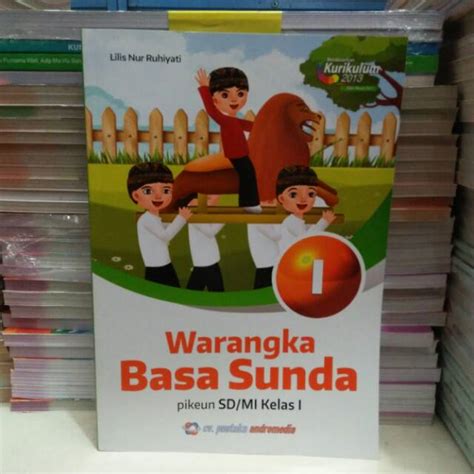 Lilis Nur Ruhiyati
Kurikulum
2013
I
Warangka
Basa Sunda
pikeun SD/MI Kelas I
cv. pustaka andromedia